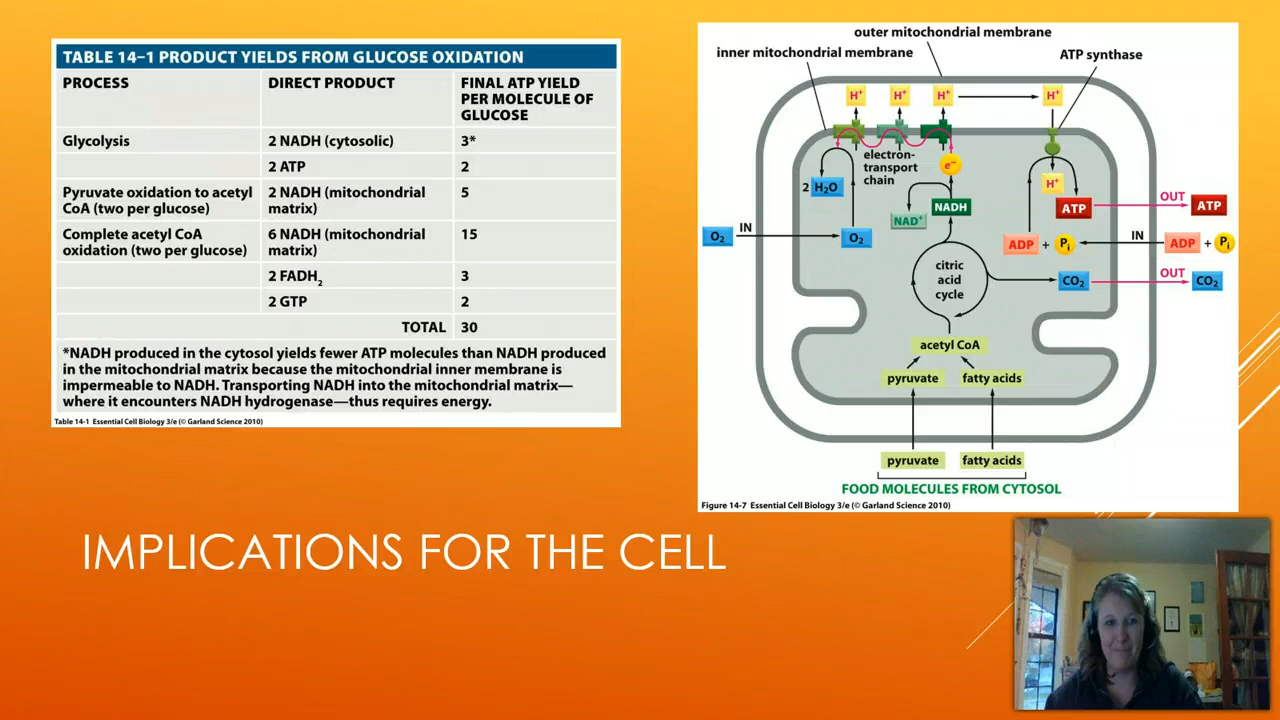 TABLE 14–1 PRODUCT YIELDS FROM GLUCOSE OXIDATION
PROCESS
DIRECT PRODUCT
FINAL ATP YIELD
PER MOLECULE OF
GLUCOSE
Glycolysis
2 NADH (cytosolic)
3*
2 ATP
2
Pyruvate oxidation to acetyl
CoA (two per glucose)
2 NADH (mitochondrial
matrix)
5
Complete acetyl CoA
oxidation (two per glucose)
6 NADH (mitochondrial
matrix)
15
2 FADH2
3
2 GTP
2
TOTAL
30
*NADH produced in the cytosol yields fewer ATP molecules than NADH produced
in the mitochondrial matrix because the mitochondrial inner membrane is
impermeable to NADH. Transporting NADH into the mitochondrial matrix—
where it encounters NADH hydrogenase—thus requires energy.
Table 14-1 Essential Cell Biology 3/e (© Garland Science 2010)
outer mitochondrial membrane
inner mitochondrial membrane
ATP synthase
H+
H+
H+
H+
electron-
transport
chain
e–
2 H2O
H+
NAD+
NADH
ATP
OUT
ATP
O2
IN
O2
ADP + Pi
IN
ADP + Pi
citric
acid
cycle
CO2
OUT
CO2
acetyl CoA
pyruvate
fatty acids
pyruvate
fatty acids
FOOD MOLECULES FROM CYTOSOL
Figure 14-7 Essential Cell Biology 3/e (© Garland Science 2010)
IMPLICATIONS FOR THE CELL